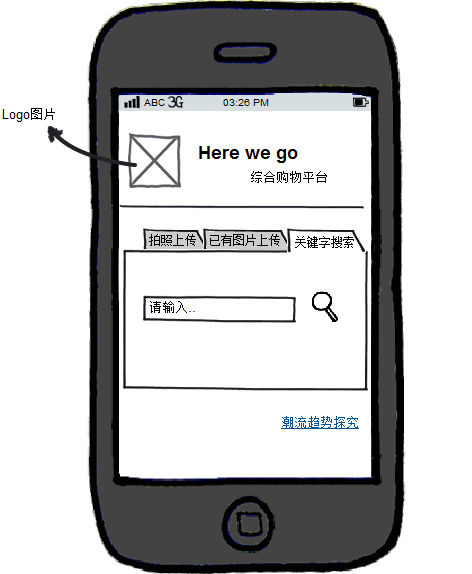 ABC 3G 03:26 PM
Logo图片
Here we go
综合购物平台
拍照上传 已有图片上传 关键字搜索
请输入..
潮流趋势探究